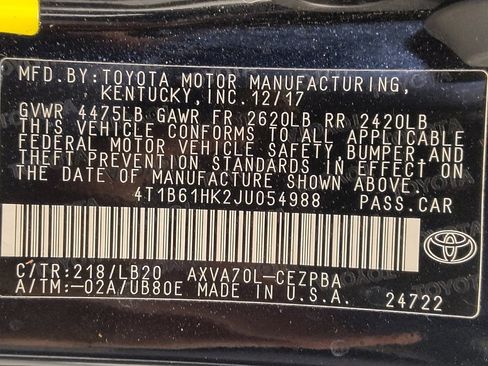 MFD.BY:TOYOTA MOTOR MANUFACTURING,
KENTUCKY,INC.12/17
GVWR 4475LB GAWR FR 2620LB RR 2420LB
THIS VEHICLE CONFORMS TO ALL APPLICABLE
FEDERAL MOTOR VEHICLE SAFETY,BUMPER,AND
THEFT PREVENTION STANDARDS IN EFFECT ON
THE DATE OF MANUFACTURE SHOWN ABOVE.
4T1B61HK2JU054988 PASS.CAR
C/TR:218/LB20 AXVA70L-CEZPBA
A/TM:-02A/UB80E MADE IN U.S.A.
TOYOTA
24722